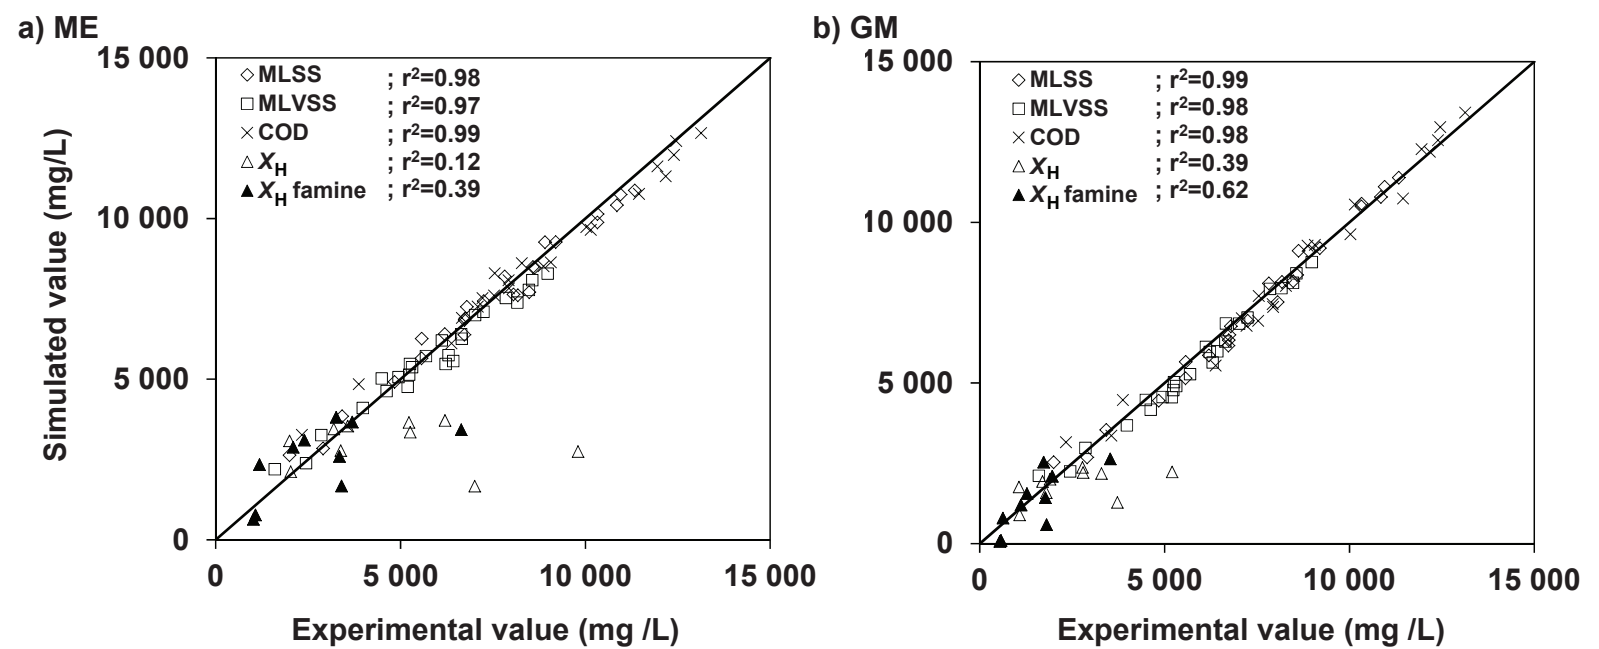 a) ME
15 000
10 000
5 000
0
MLSS ; r²=0.98
MLVSS ; r²=0.97
COD ; r²=0.99
XH ; r²=0.12
XH famine ; r²=0.39
0 5 000 10 000 15 000
Simulated value (mg/L)
Experimental value (mg /L)
b) GM
15 000
10 000
5 000
0
MLSS ; r²=0.99
MLVSS ; r²=0.98
COD ; r²=0.98
XH ; r²=0.39
XH famine ; r²=0.62
0 5 000 10 000 15 000
Experimental value (mg /L)